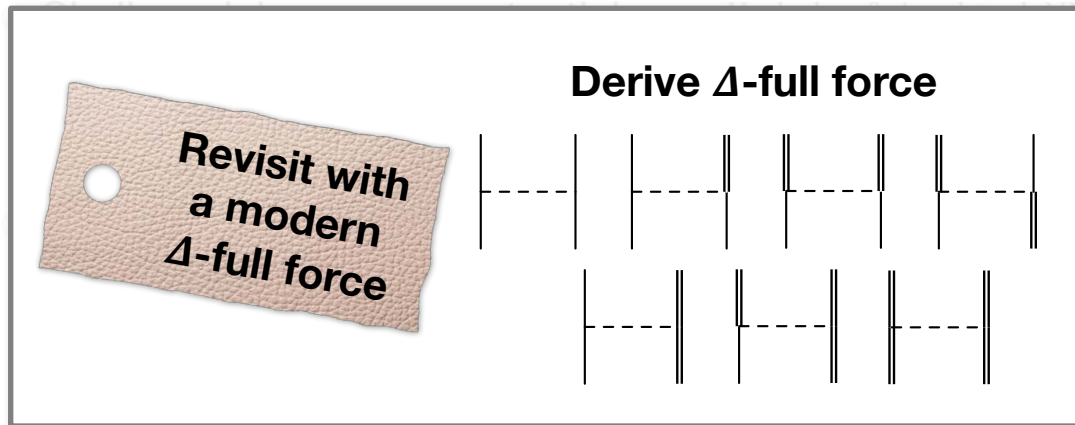 Derive Δ-full force
Revisit with
a modern
Δ-full force